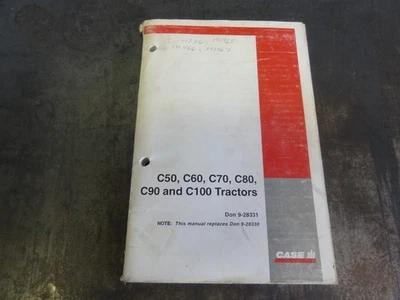 C50, C60, C70, C80,
C90 and C100 Tractors
Don 9-28331
NOTE: This manual replaces Don 9-28330
CASE IH